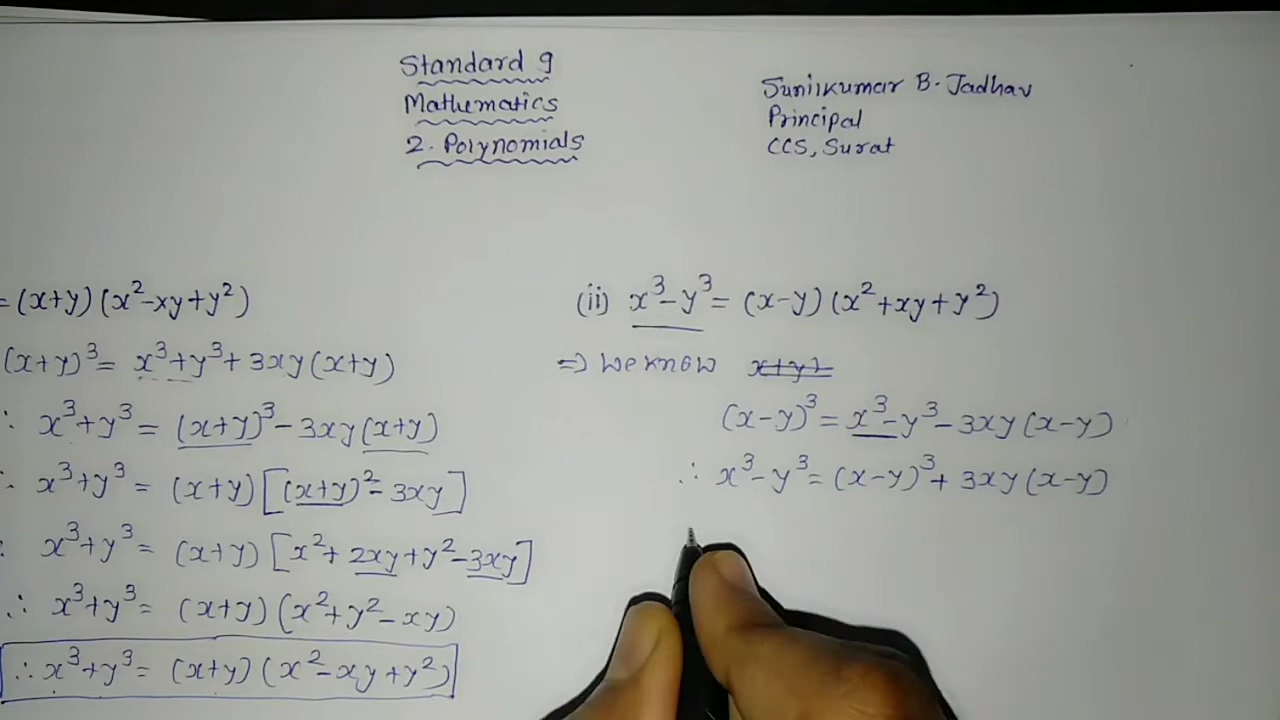 Standard 9
Mathematics
2. Polynomials
Sunilkumar B. Jadhav
Principal
CCS, Surat
= (x+y) (x²-xy+y²)
(x+y)³ = x³+y³+ 3xy(x+y)
∴ x³+y³ = (x+y)³ - 3xy(x+y)
∴ x³+y³ = (x+y) [(x+y)² - 3xy]
∴ x³+y³ = (x+y) [x²+ 2xy+y²-3xy]
∴ x³+y³ = (x+y) (x²+y²-xy)
∴ x³+y³ = (x+y) (x²-xy+y²)
(ii) x³-y³ = (x-y) (x²+xy+y²)
⇒ We know
(x-y)³ = x³-y³-3xy(x-y)
∴ x³-y³ = (x-y)³+ 3xy(x-y)